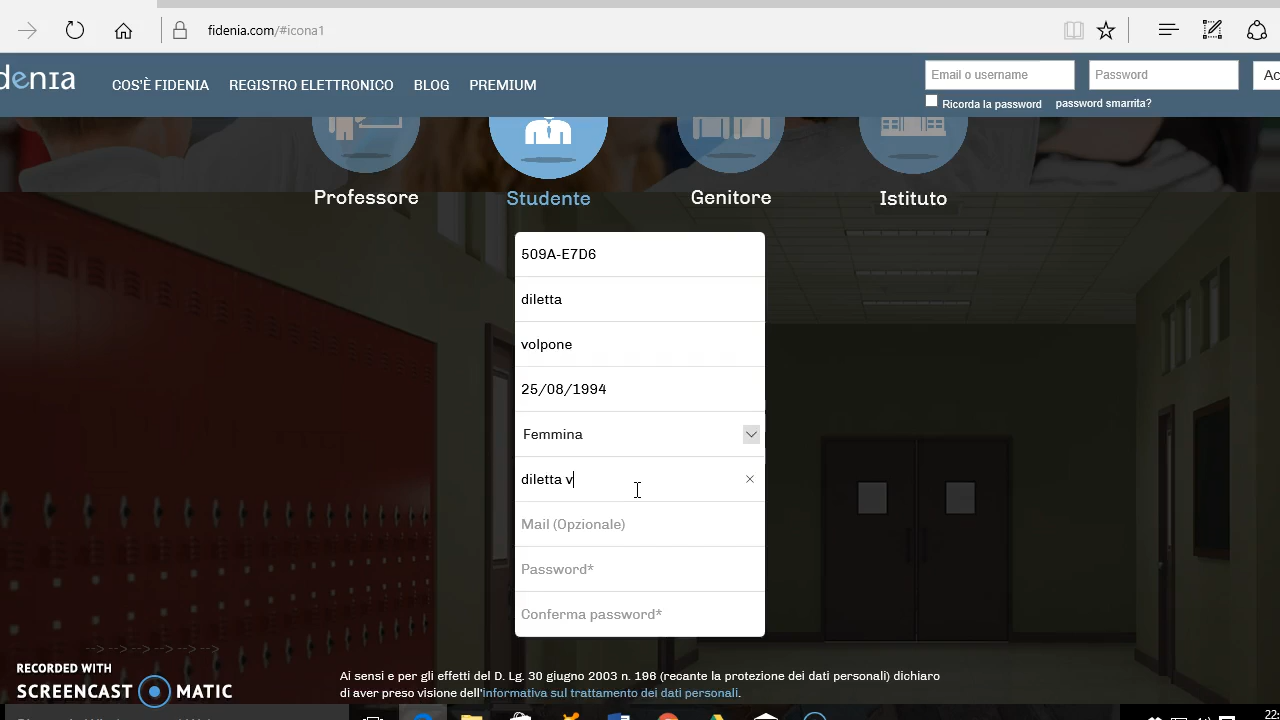 fidenia.com/#icona1
denia
COS'È FIDENIA REGISTRO ELETTRONICO BLOG PREMIUM
Email o username Password Ac
Ricorda la password password smarrita?
Professore Studente Genitore Istituto
509A-E7D6
diletta
volpone
25/08/1994
Femmina
diletta v
Mail (Opzionale)
Password*
Conferma password*
--> --> --> --> -->
RECORDED WITH
SCREENCAST MATIC
Ai sensi e per gli effetti del D. Lg. 30 giugno 2003 n. 196 (recante la protezione dei dati personali) dichiaro
di aver preso visione dell'informativa sul trattamento dei dati personali.